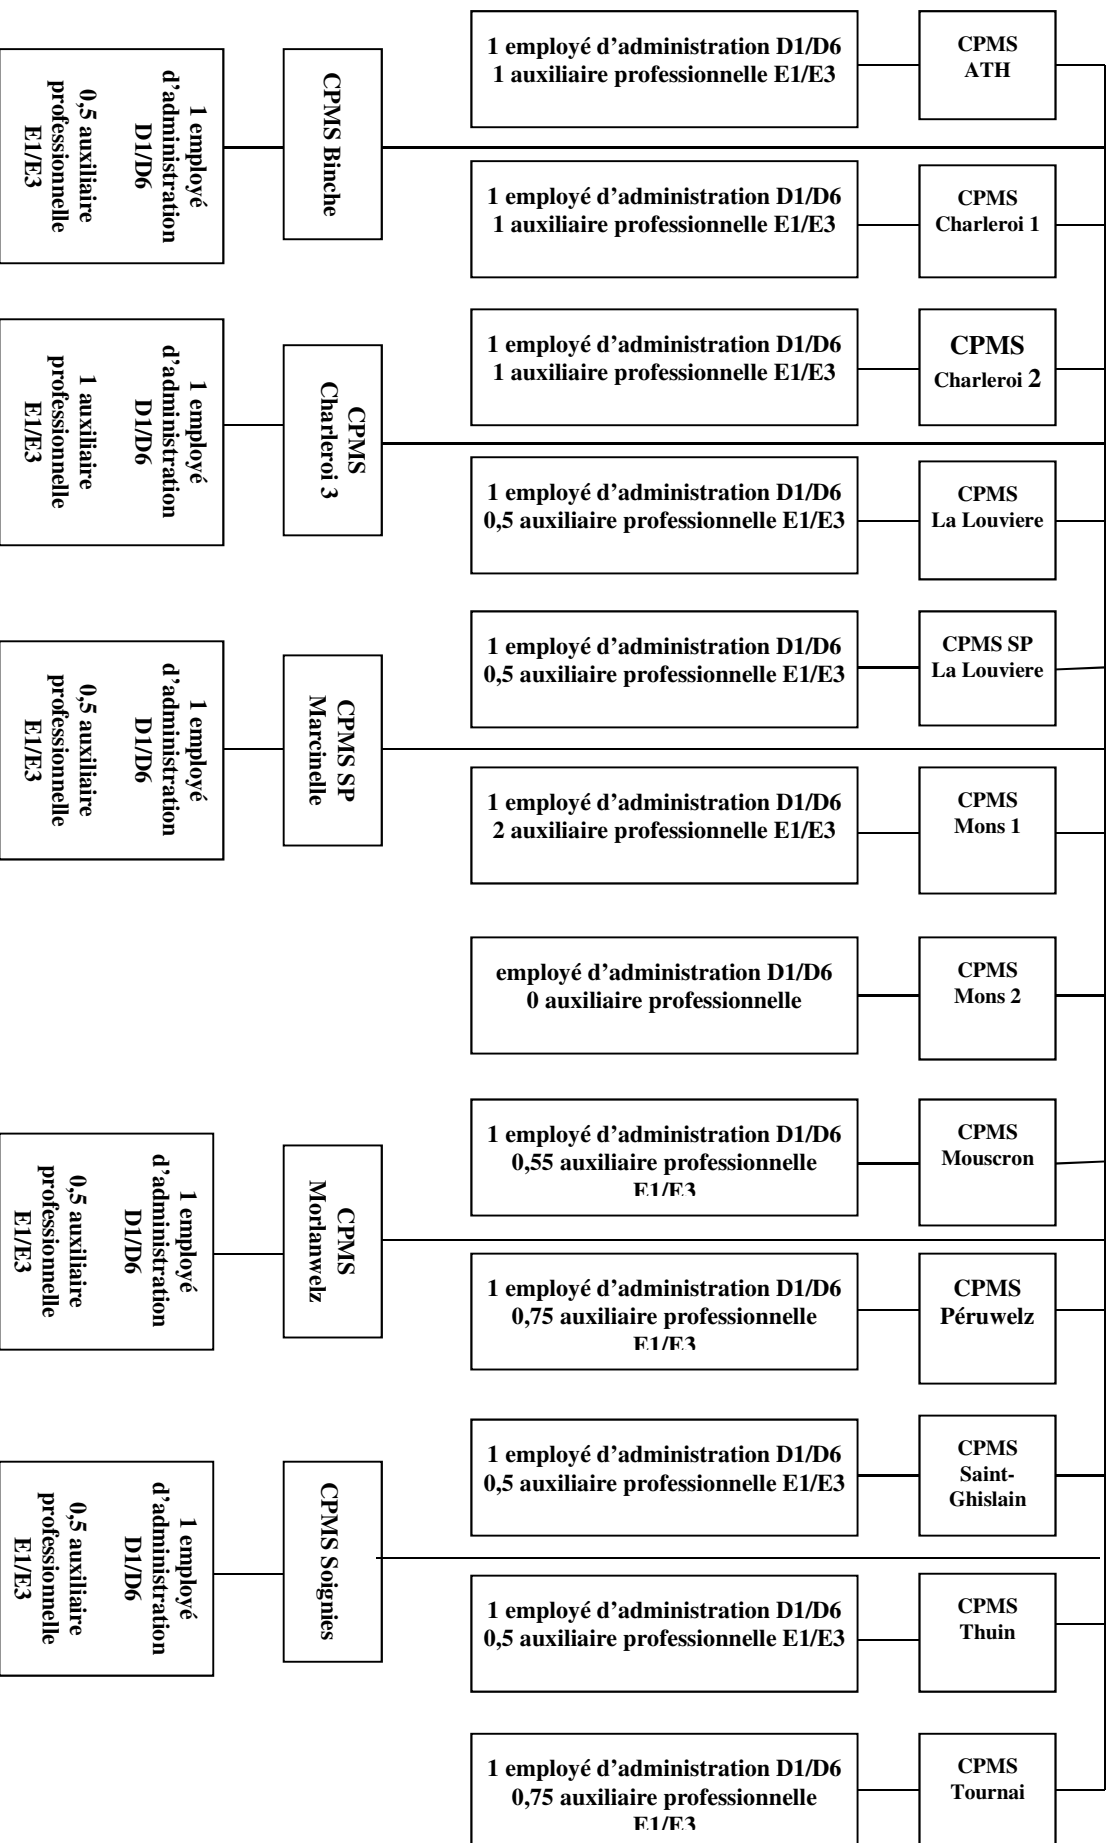 1 employé d’administration D1/D6
1 auxiliaire professionnelle E1/E3
CPMS
ATH
CPMS Binche
1 employé
d’administration
D1/D6
0,5 auxiliaire
professionnelle
E1/E3
1 employé d’administration D1/D6
1 auxiliaire professionnelle E1/E3
CPMS
Charleroi 1
1 employé d’administration D1/D6
1 auxiliaire professionnelle E1/E3
CPMS
Charleroi 2
CPMS
Charleroi 3
1 employé
d’administration
D1/D6
1 auxiliaire
professionnelle
E1/E3
1 employé d’administration D1/D6
0,5 auxiliaire professionnelle E1/E3
CPMS
La Louviere
1 employé d’administration D1/D6
0,5 auxiliaire professionnelle E1/E3
CPMS SP
La Louviere
CPMS SP
Marcinelle
1 employé
d’administration
D1/D6
0,5 auxiliaire
professionnelle
E1/E3
1 employé d’administration D1/D6
2 auxiliaire professionnelle E1/E3
CPMS
Mons 1
employé d’administration D1/D6
0 auxiliaire professionnelle
CPMS
Mons 2
1 employé d’administration D1/D6
0,55 auxiliaire professionnelle
E1/E3
CPMS
Mouscron
CPMS
Morlanwelz
1 employé
d’administration
D1/D6
0,5 auxiliaire
professionnelle
E1/E3
1 employé d’administration D1/D6
0,75 auxiliaire professionnelle
E1/E3
CPMS
Péruwelz
1 employé d’administration D1/D6
0,5 auxiliaire professionnelle E1/E3
CPMS
Saint-
Ghislain
CPMS Soignies
1 employé
d’administration
D1/D6
0,5 auxiliaire
professionnelle
E1/E3
1 employé d’administration D1/D6
0,5 auxiliaire professionnelle E1/E3
CPMS
Thuin
1 employé d’administration D1/D6
0,75 auxiliaire professionnelle
E1/E3
CPMS
Tournai